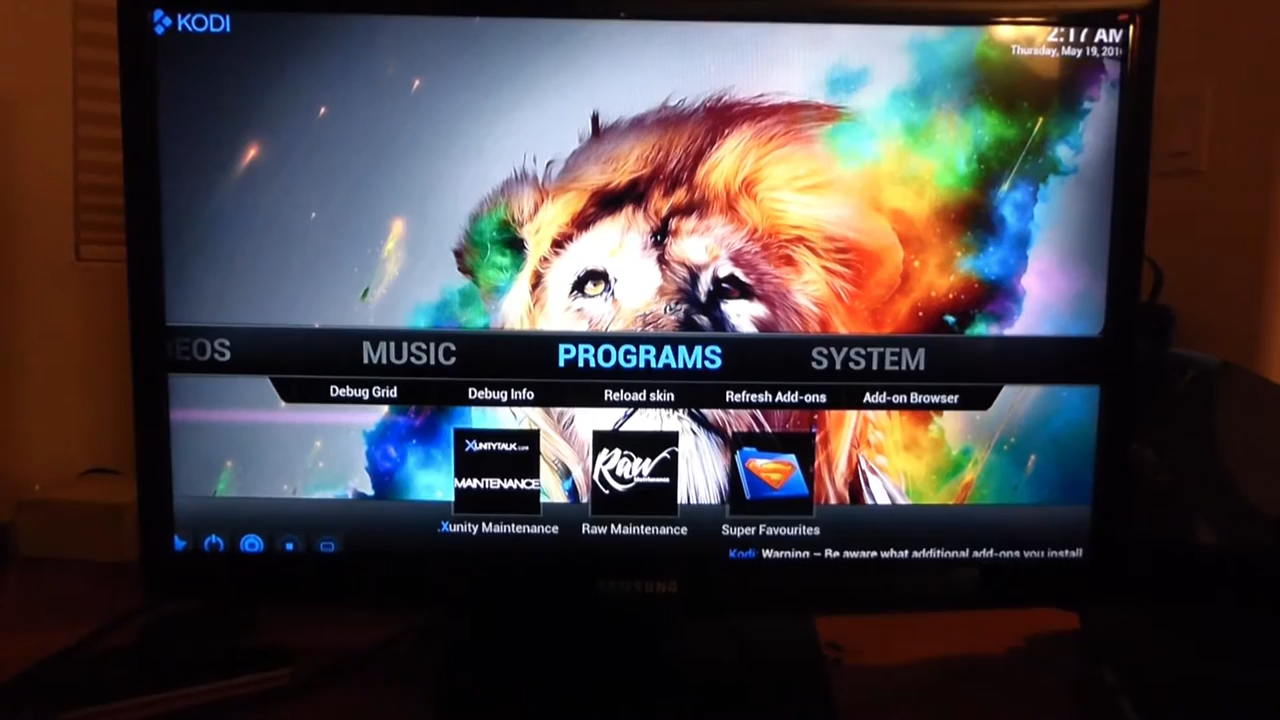 KODI
2:17 AM
Thursday, May 19, 201
EOS
MUSIC
PROGRAMS
SYSTEM
Debug Grid
Debug Info
Reload skin
Refresh Add-ons
Add-on Browser
XUNITYTALK.COM
MAINTENANCE
Raw
Maintenance
.Xunity Maintenance
Raw Maintenance
Super Favourites
Kodi: Warning – Be aware what additional add-ons you install
SAMSUNG